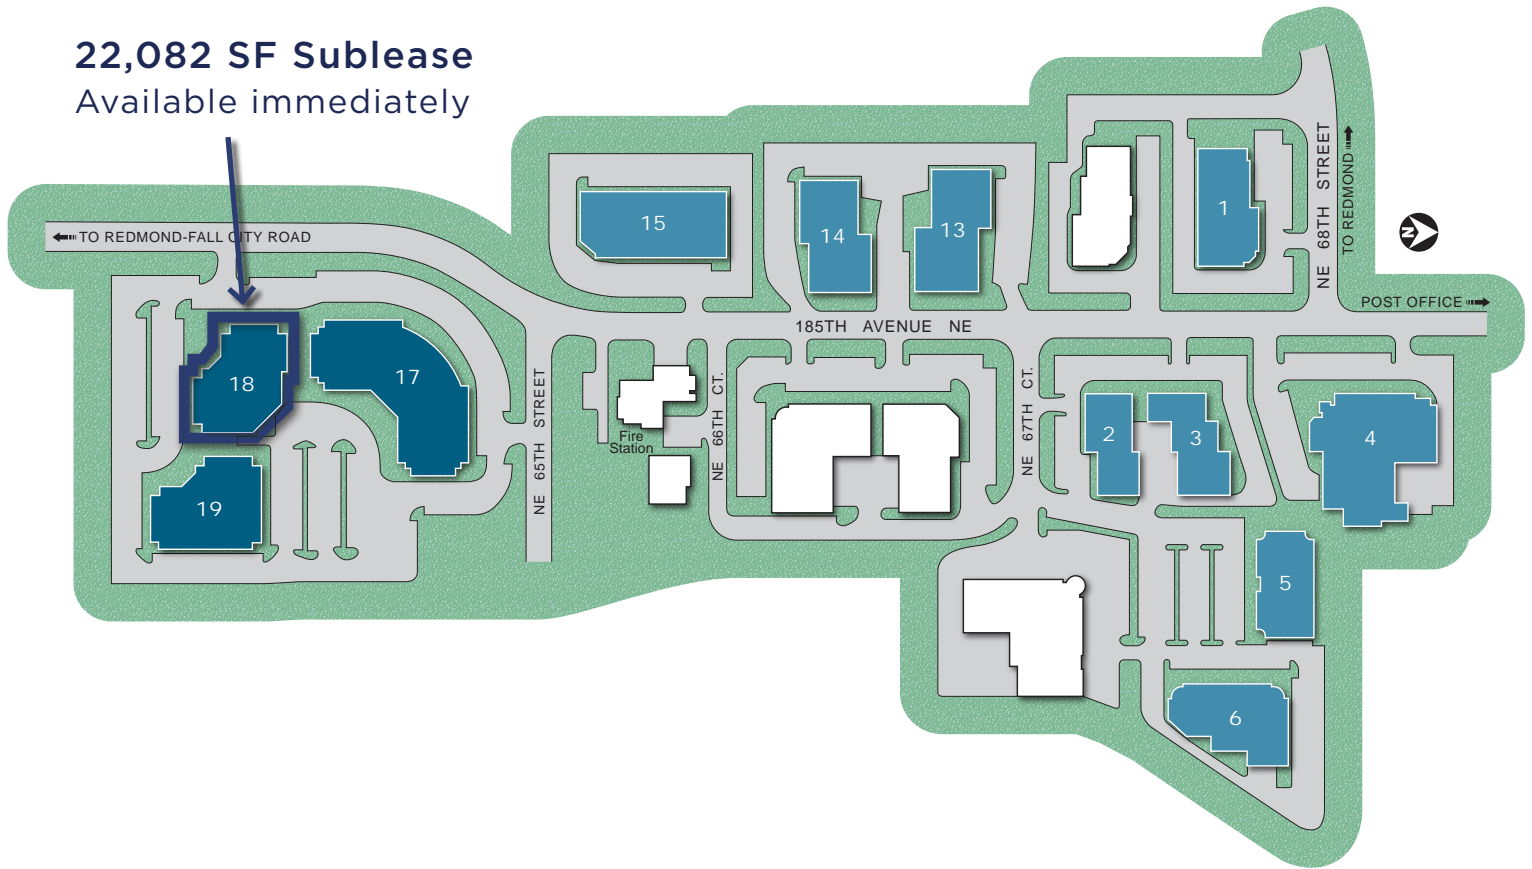 22,082 SF Sublease
Available immediately
TO REDMOND-FALL CITY ROAD
15
14
13
1
NE 68TH STREET
TO REDMOND
N
POST OFFICE
185TH AVENUE NE
18
17
19
NE 65TH STREET
Fire
Station
NE 66TH CT.
NE 67TH CT.
2
3
4
5
6